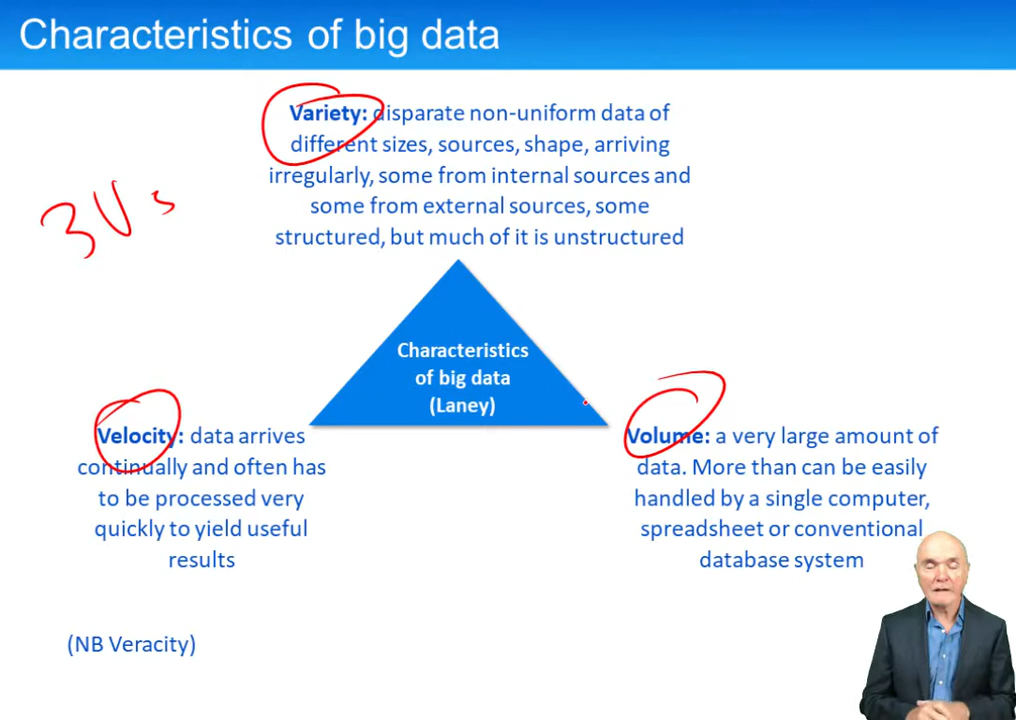 Characteristics of big data
Variety: disparate non-uniform data of
different sizes, sources, shape, arriving
irregularly, some from internal sources and
some from external sources, some
structured, but much of it is unstructured
3Vs
Characteristics
of big data
(Laney)
Velocity: data arrives
continually and often has
to be processed very
quickly to yield useful
results
Volume: a very large amount of
data. More than can be easily
handled by a single computer,
spreadsheet or conventional
database system
(NB Veracity)